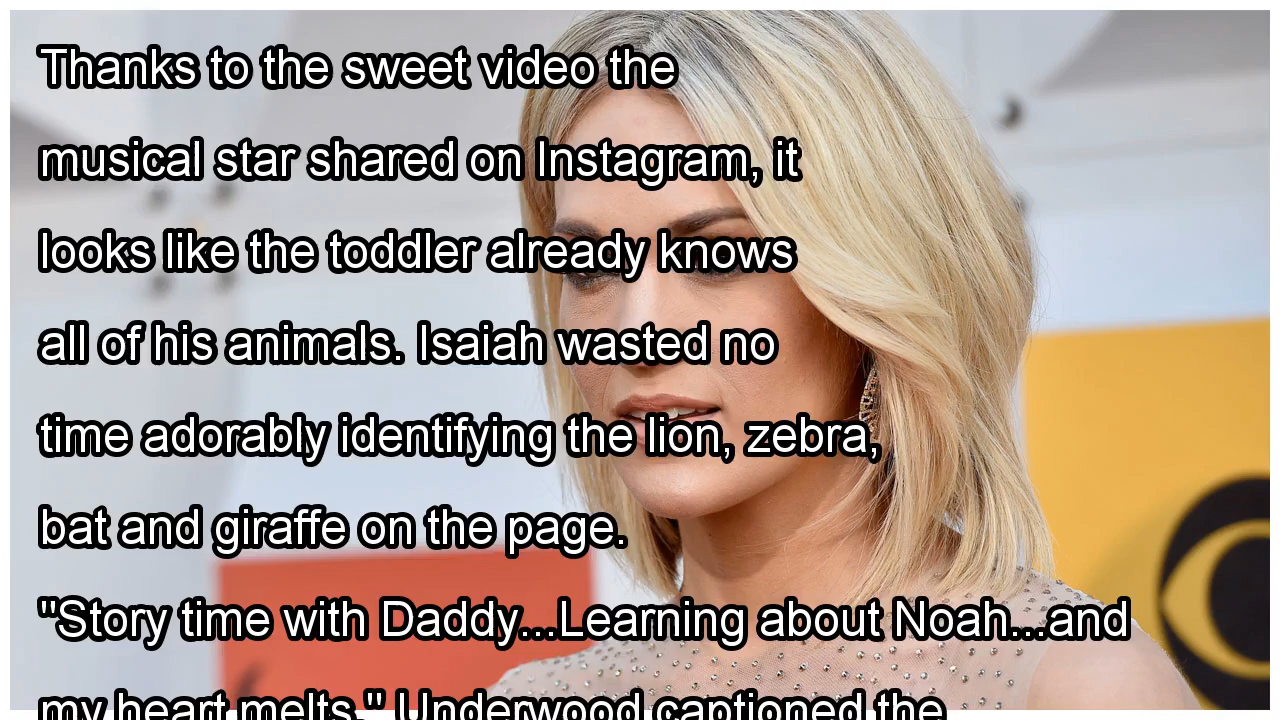 Thanks to the sweet video the
musical star shared on Instagram, it
looks like the toddler already knows
all of his animals. Isaiah wasted no
time adorably identifying the lion, zebra,
bat and giraffe on the page.
"Story time with Daddy...Learning about Noah...and
my heart melts," Underwood captioned the